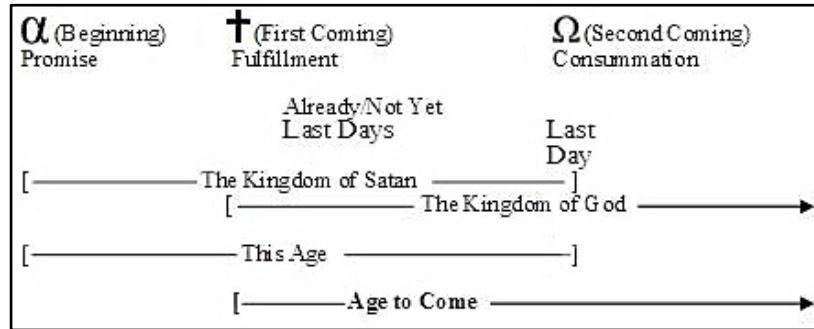 α (Beginning) † (First Coming) Ω (Second Coming)
Promise Fulfillment Consummation
Already/Not Yet
Last Days Last
Day
[ The Kingdom of Satan ]
[ The Kingdom of God
[ This Age ]
[ Age to Come